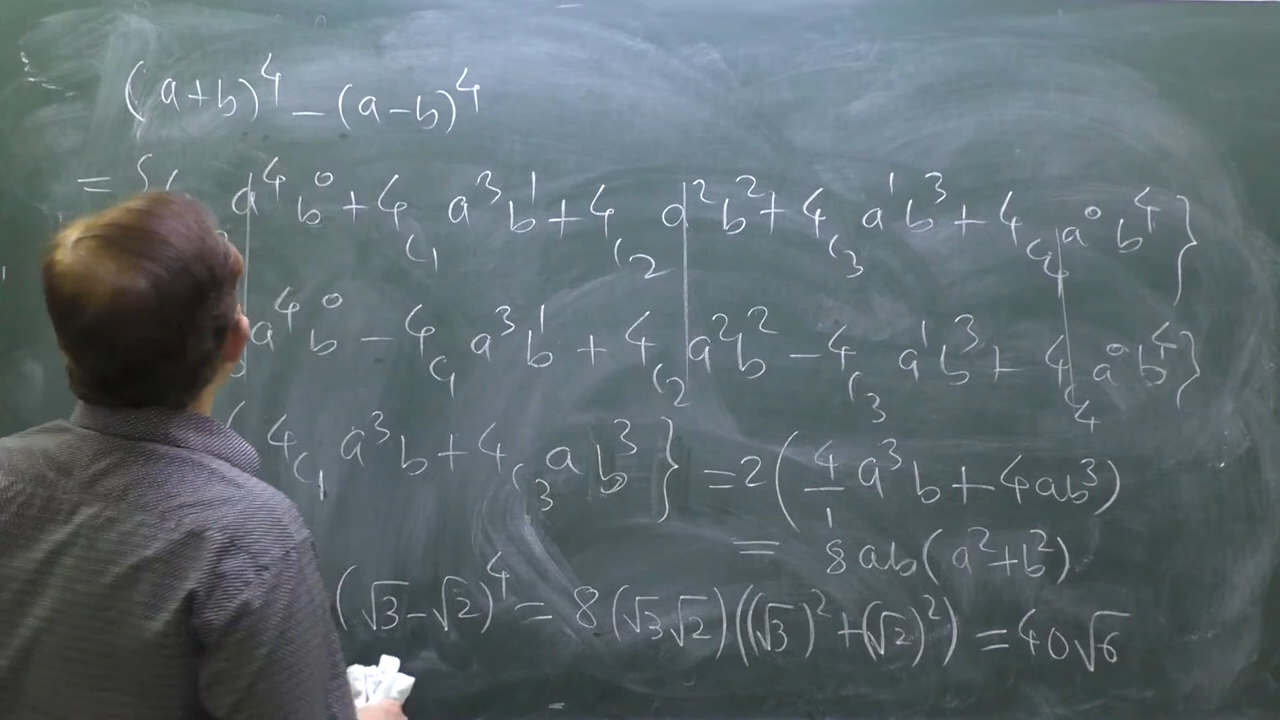 (a+b)⁴ − (a−b)⁴
= { a⁴b⁰ + 4C₁ a³b¹ + 4C₂ a²b² + 4C₃ a¹b³ + 4C₄ a⁰b⁴ }
a⁴b⁰ − 4C₁ a³b¹ + 4C₂ a²b² − 4C₃ a¹b³ + 4C₄ a⁰b⁴ }
4C₁ a³b + 4C₃ ab³ } = 2(4/1 a³b + 4ab³)
= 8ab(a²+b²)
(√3−√2)⁴ = 8(√3√2)((√3)²+(√2)²) = 40√6